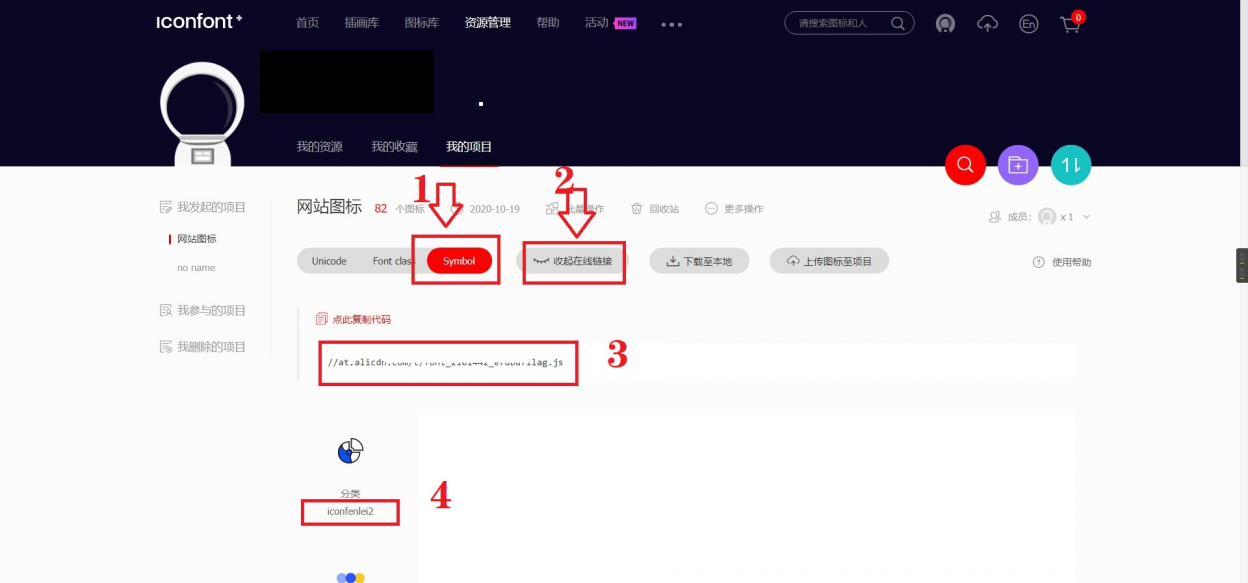 iconfont+ 首页 插画库 图标库 资源管理 帮助 活动 NEW 请搜索图标和人 En 0
我的资源 我的收藏 我的项目
1 2
我发起的项目 网站图标 82 个图标 2020-10-19 批量操作 回收站 更多操作 成员: x 1
网站图标
no name
Unicode Font class Symbol 收起在线链接 下载至本地 上传图标至项目 使用帮助
我参与的项目
我删除的项目
点此复制代码
3
//at.alicdn.com/t/
分类
iconfenlei2
4